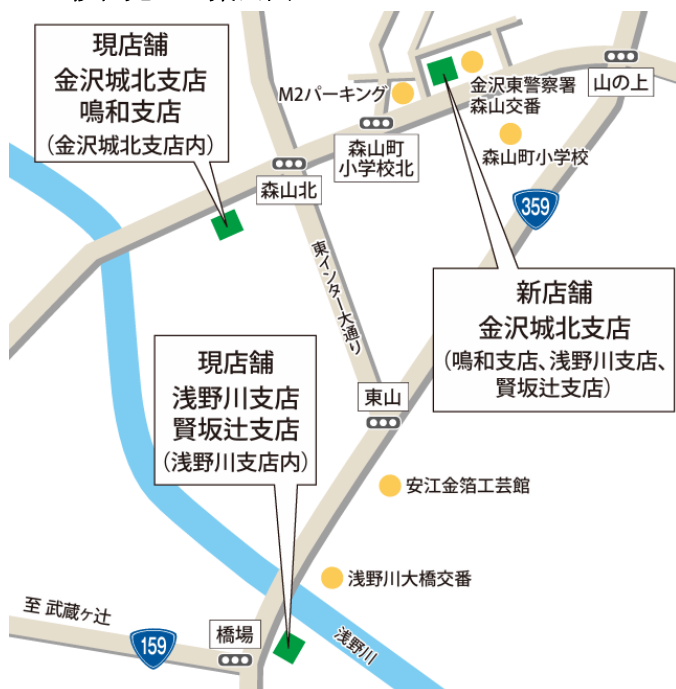 現店舗
金沢城北支店
鳴和支店
（金沢城北支店内）
M2パーキング
金沢東警察署
森山交番
山の上
森山町
小学校北
森山町小学校
森山北
359
東インター大通り
新店舗
金沢城北支店
（鳴和支店、浅野川支店、
賢坂辻支店）
現店舗
浅野川支店
賢坂辻支店
（浅野川支店内）
東山
安江金箔工芸館
浅野川大橋交番
至 武蔵ヶ辻
159
橋場
浅野川